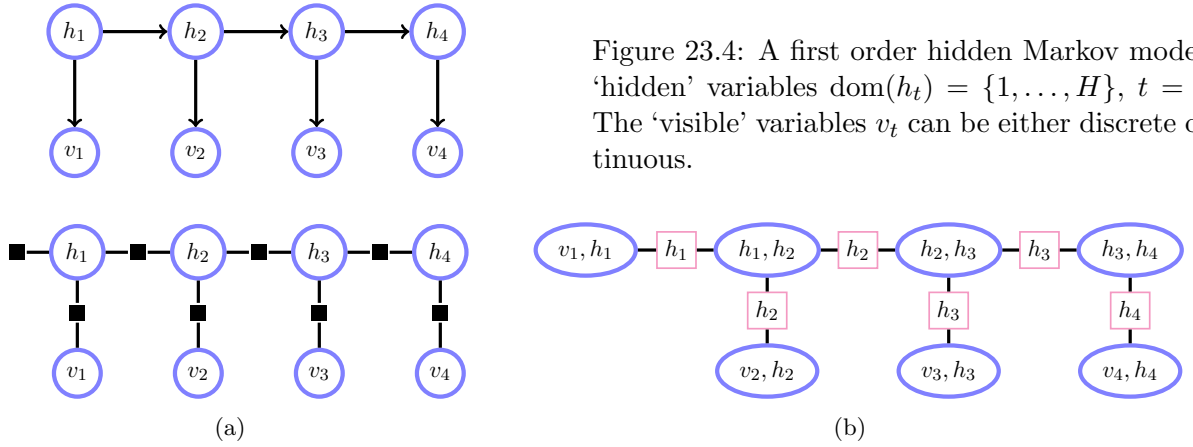 h1 h2 h3 h4
v1 v2 v3 v4
Figure 23.4: A first order hidden Markov mode
‘hidden’ variables dom(ht) = {1, . . . , H}, t =
The ‘visible’ variables vt can be either discrete o
tinuous.
h1 h2 h3 h4
v1 v2 v3 v4
(a)
v1, h1 h1 h1, h2 h2 h2, h3 h3 h3, h4
h2 h3 h4
v2, h2 v3, h3 v4, h4
(b)